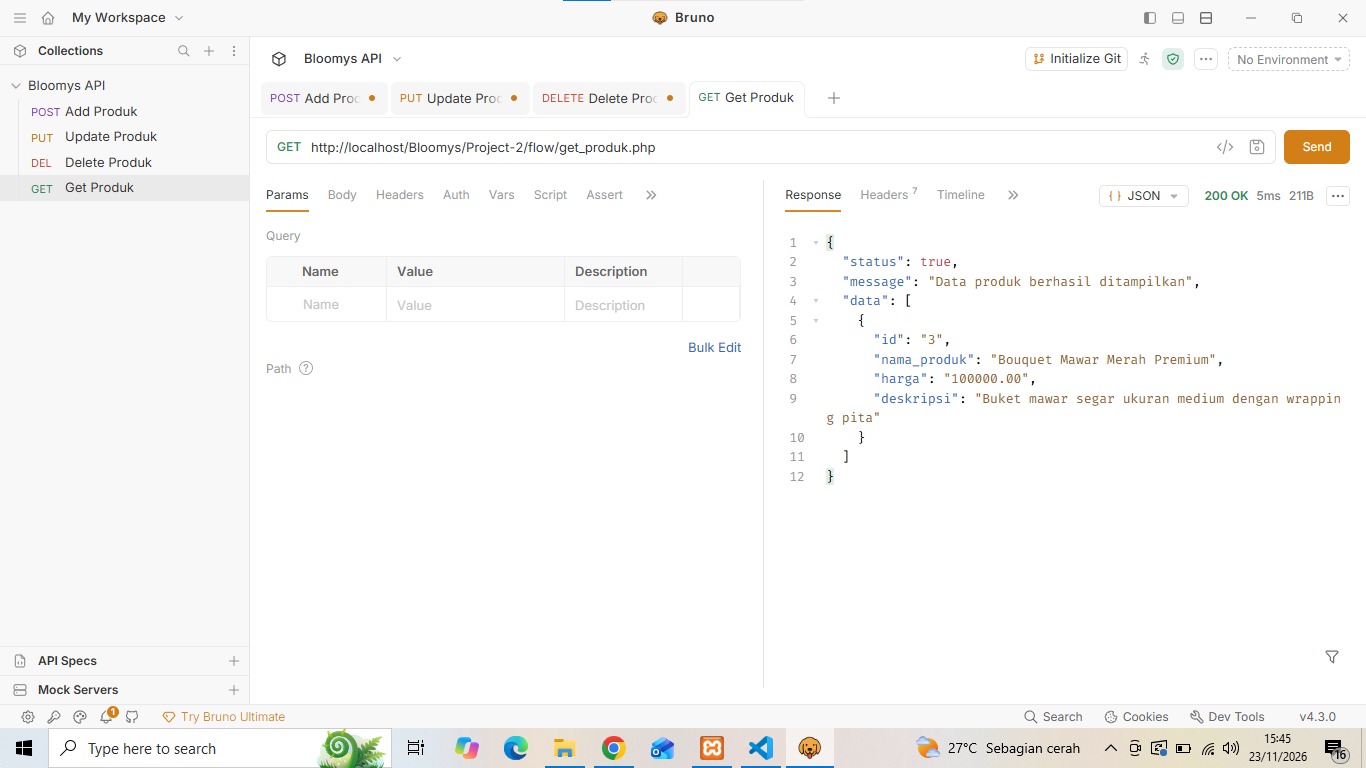 My Workspace
Bruno
Collections
Bloomys API
POST Add Produk
PUT Update Produk
DEL Delete Produk
GET Get Produk
API Specs
Mock Servers
Bloomys API
Initialize Git
No Environment
POST Add Proc
PUT Update Proc
DELETE Delete Proc
GET Get Produk
GET http://localhost/Bloomys/Project-2/flow/get_produk.php
Send
Params Body Headers Auth Vars Script Assert
Query
Name Value Description
Name Value Description
Bulk Edit
Path ?
Response Headers 7 Timeline
{ } JSON
200 OK 5ms 211B
1 {
2 "status": true,
3 "message": "Data produk berhasil ditampilkan",
4 "data": [
5 {
6 "id": "3",
7 "nama_produk": "Bouquet Mawar Merah Premium",
8 "harga": "100000.00",
9 "deskripsi": "Buket mawar segar ukuran medium dengan wrappin
g pita"
10 }
11 ]
12 }
1
Try Bruno Ultimate
Search Cookies Dev Tools v4.3.0
Type here to search
27°C Sebagian cerah
15:45
23/11/2026
16